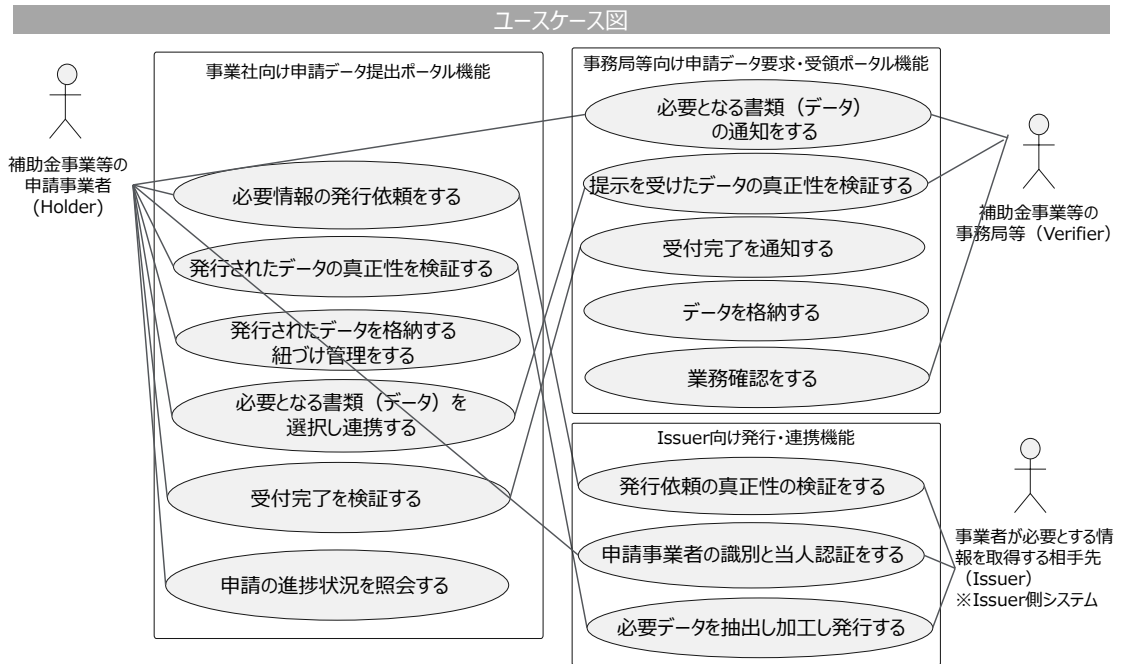 ユースケース図
事業社向け申請データ提出ポータル機能
事務局等向け申請データ要求・受領ポータル機能
補助金事業等の
申請事業者
(Holder)
必要情報の発行依頼をする
発行されたデータの真正性を検証する
発行されたデータを格納する
紐づけ管理をする
必要となる書類（データ）を
選択し連携する
受付完了を検証する
申請の進捗状況を照会する
必要となる書類（データ）
の通知をする
提示を受けたデータの真正性を検証する
受付完了を通知する
データを格納する
業務確認をする
補助金事業等の
事務局等（Verifier）
Issuer向け発行・連携機能
発行依頼の真正性の検証をする
申請事業者の識別と当人認証をする
必要データを抽出し加工し発行する
事業者が必要とする情
報を取得する相手先
（Issuer）
※Issuer側システム